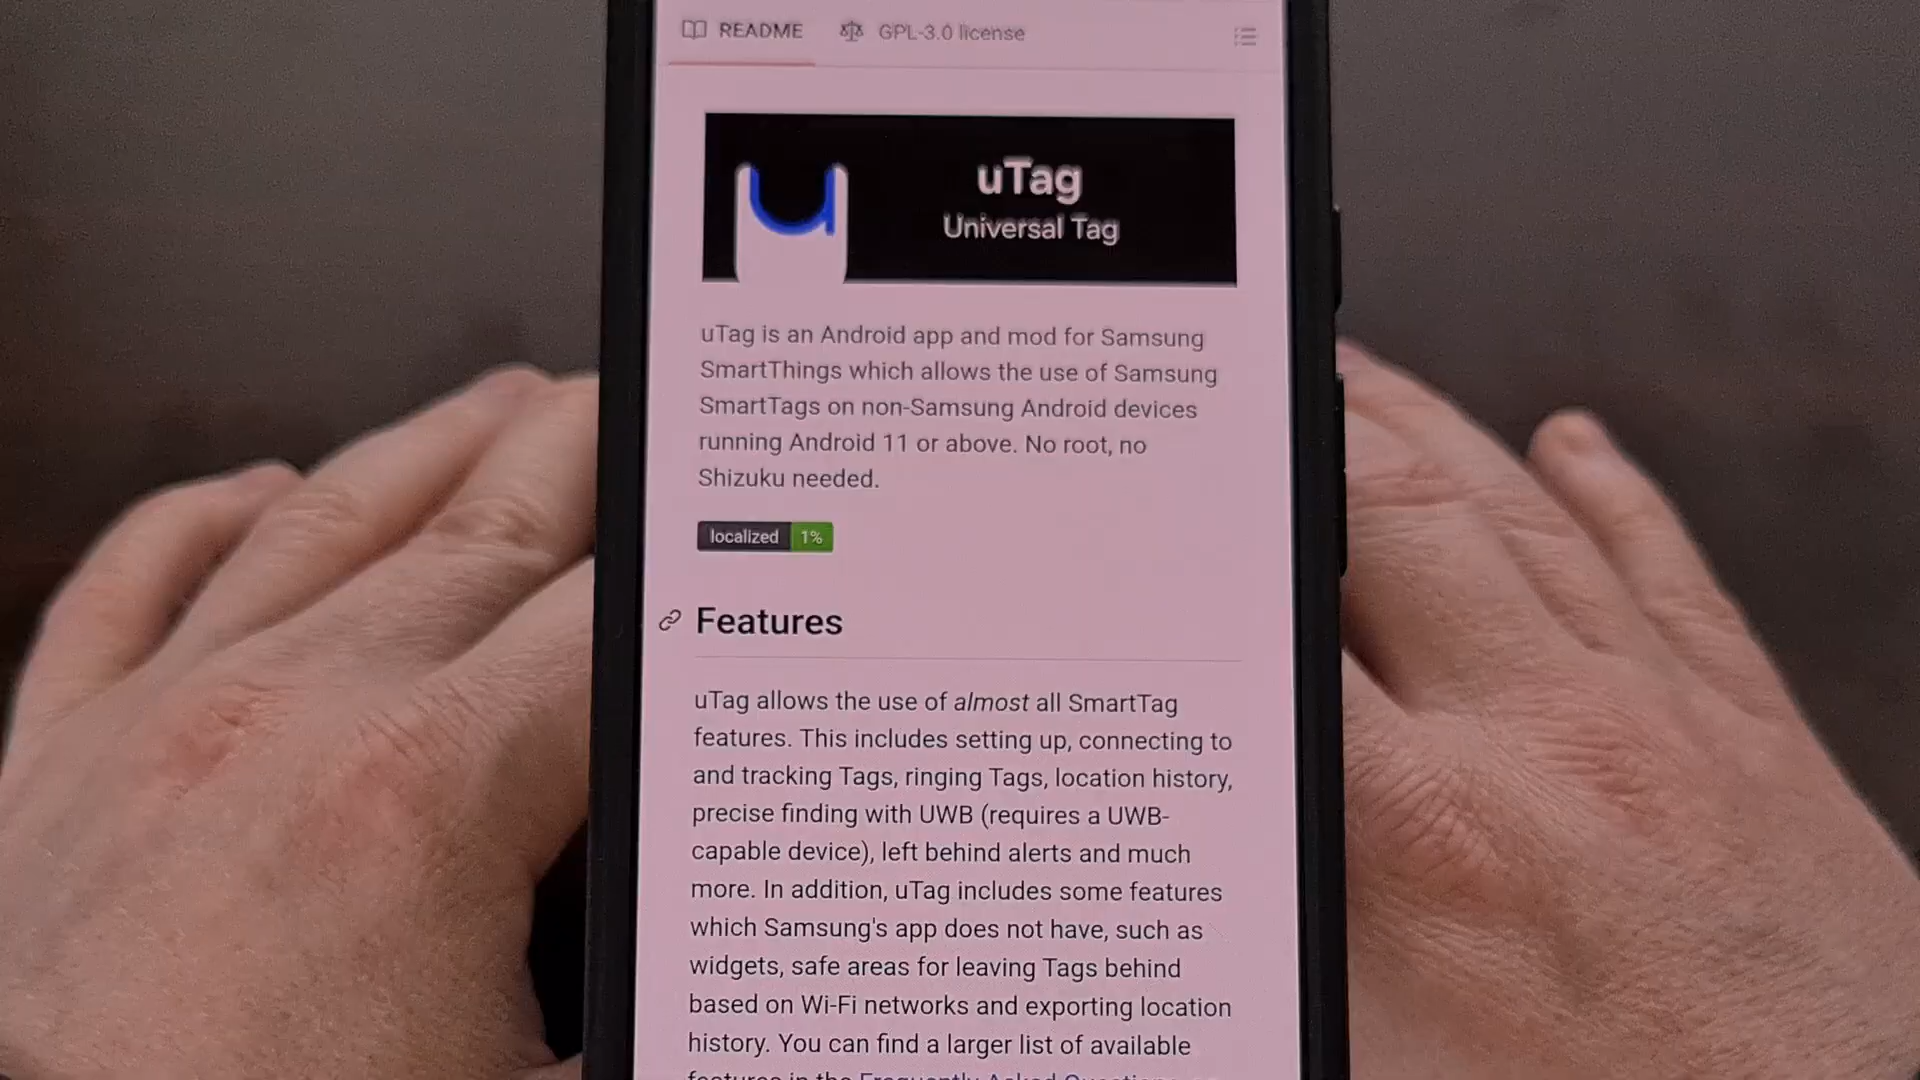 README
GPL-3.0 license
uTag
Universal Tag
uTag is an Android app and mod for Samsung
SmartThings which allows the use of Samsung
SmartTags on non-Samsung Android devices
running Android 11 or above. No root, no
Shizuku needed.
localized 1%
Features
uTag allows the use of almost all SmartTag
features. This includes setting up, connecting to
and tracking Tags, ringing Tags, location history,
precise finding with UWB (requires a UWB-
capable device), left behind alerts and much
more. In addition, uTag includes some features
which Samsung's app does not have, such as
widgets, safe areas for leaving Tags behind
based on Wi-Fi networks and exporting location
history. You can find a larger list of available
features in the Frequently Asked Questions